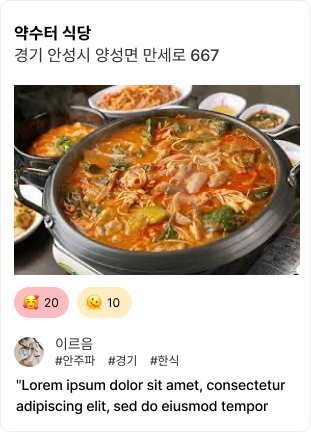 약수터 식당
경기 안성시 양성면 만세로 667
🥰 20 🫠 10
이르음
#안주파 #경기 #한식
"Lorem ipsum dolor sit amet, consectetur
adipiscing elit, sed do eiusmod tempor